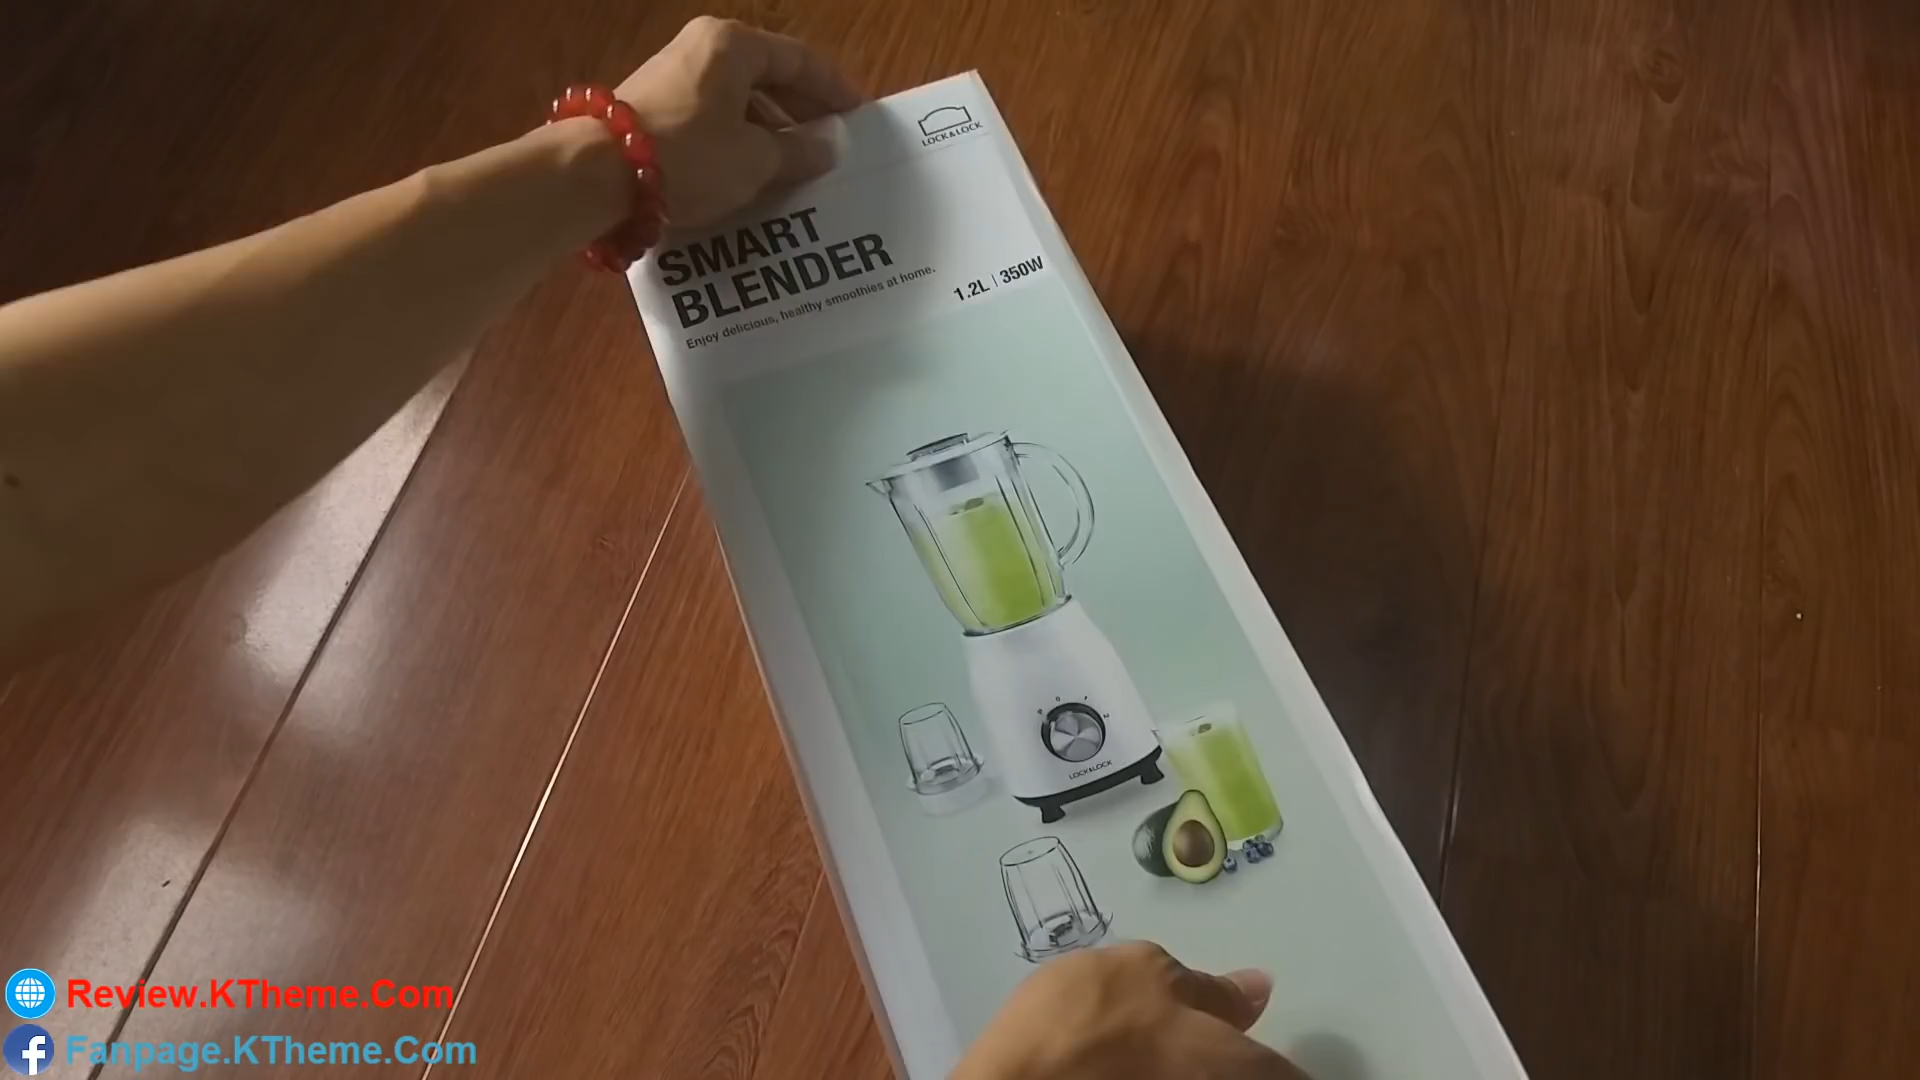 LOCK&LOCK
SMART
BLENDER
Enjoy delicious, healthy smoothies at home.
1.2L | 350W
LOCK&LOCK
Review.KTheme.Com
Fanpage.KTheme.Com